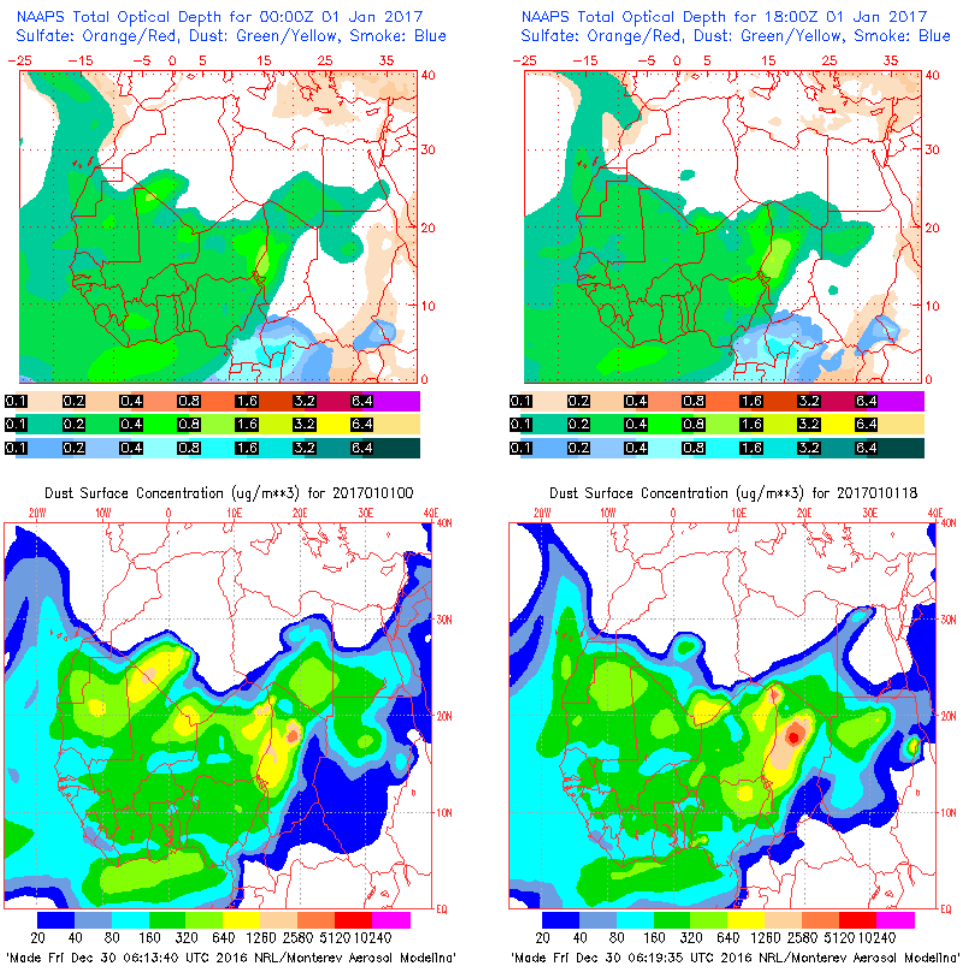 NAAPS Total Optical Depth for 00:00Z 01 Jan 2017
Sulfate: Orange/Red, Dust: Green/Yellow, Smoke: Blue
-25 -15 -5 0 5 15 25 35
40
30
20
10
0
0.1 0.2 0.4 0.8 1.6 3.2 6.4
0.1 0.2 0.4 0.8 1.6 3.2 6.4
0.1 0.2 0.4 0.8 1.6 3.2 6.4
NAAPS Total Optical Depth for 18:00Z 01 Jan 2017
Sulfate: Orange/Red, Dust: Green/Yellow, Smoke: Blue
-25 -15 -5 0 5 15 25 35
40
30
20
10
0
0.1 0.2 0.4 0.8 1.6 3.2 6.4
0.1 0.2 0.4 0.8 1.6 3.2 6.4
0.1 0.2 0.4 0.8 1.6 3.2 6.4
Dust Surface Concentration (ug/m**3) for 2017010100
20W 10W 0 10E 20E 30E 40E
40N
30N
20N
10N
EQ
20 40 80 160 320 640 1260 2580 5120 10240
'Made Fri Dec 30 06:13:40 UTC 2016 NRL/Monterey Aerosol Modelina'
Dust Surface Concentration (ug/m**3) for 2017010118
20W 10W 0 10E 20E 30E 40E
40N
30N
20N
10N
EQ
20 40 80 160 320 640 1260 2580 5120 10240
'Made Fri Dec 30 06:19:35 UTC 2016 NRL/Monterey Aerosol Modelina'